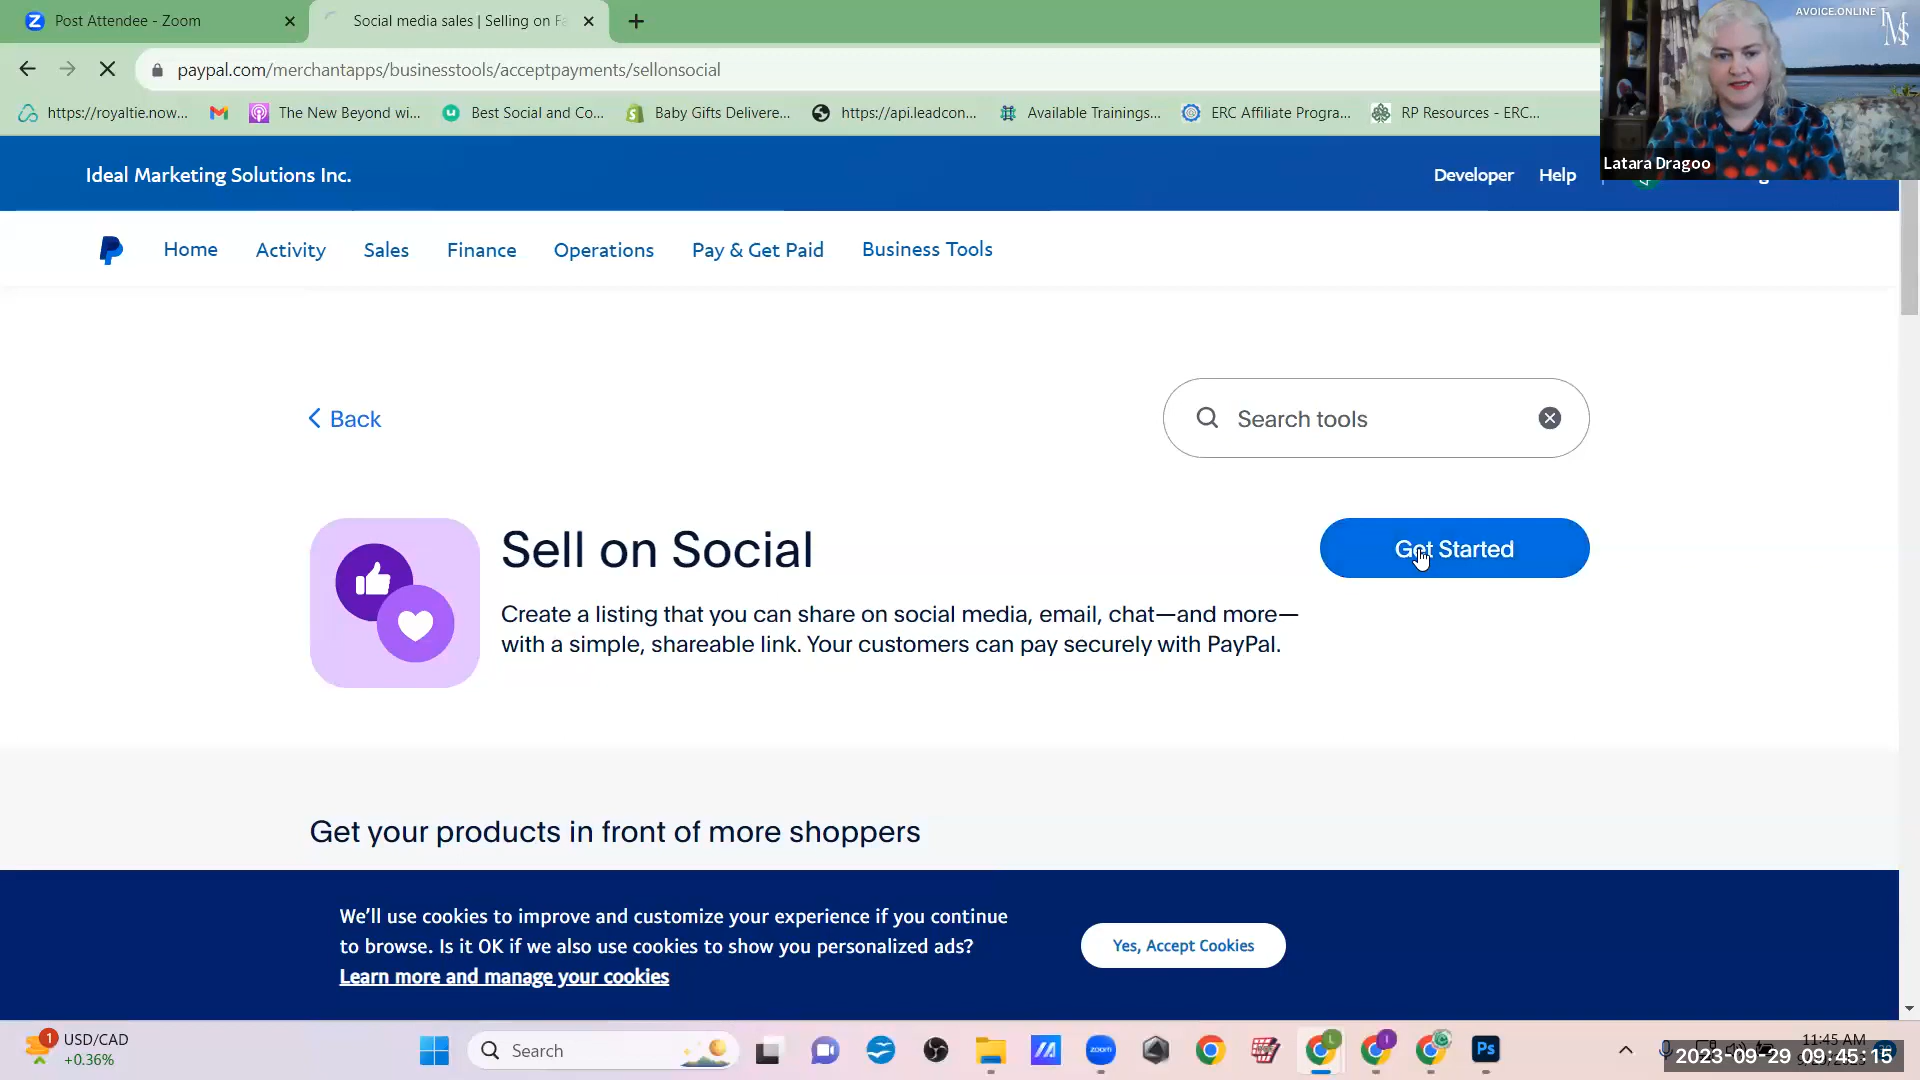 Post Attendee - Zoom
Social media sales | Selling on Fa
AVOICE.ONLINE
paypal.com/merchantapps/businesstools/acceptpayments/sellonsocial
https://royaltie.now...
The New Beyond wi...
Best Social and Co...
Baby Gifts Delivere...
https://api.leadcon...
Available Trainings...
ERC Affiliate Progra...
RP Resources - ERC...
Latara Dragoo
Ideal Marketing Solutions Inc.
Developer
Help
Home
Activity
Sales
Finance
Operations
Pay & Get Paid
Business Tools
Back
Search tools
Sell on Social
Get Started
Create a listing that you can share on social media, email, chat—and more—
with a simple, shareable link. Your customers can pay securely with PayPal.
Get your products in front of more shoppers
We'll use cookies to improve and customize your experience if you continue
to browse. Is it OK if we also use cookies to show you personalized ads?
Learn more and manage your cookies
Yes, Accept Cookies
1
USD/CAD
+0.36%
Search
zoom
Ps
11:45 AM
2023-09-29 09:45:15